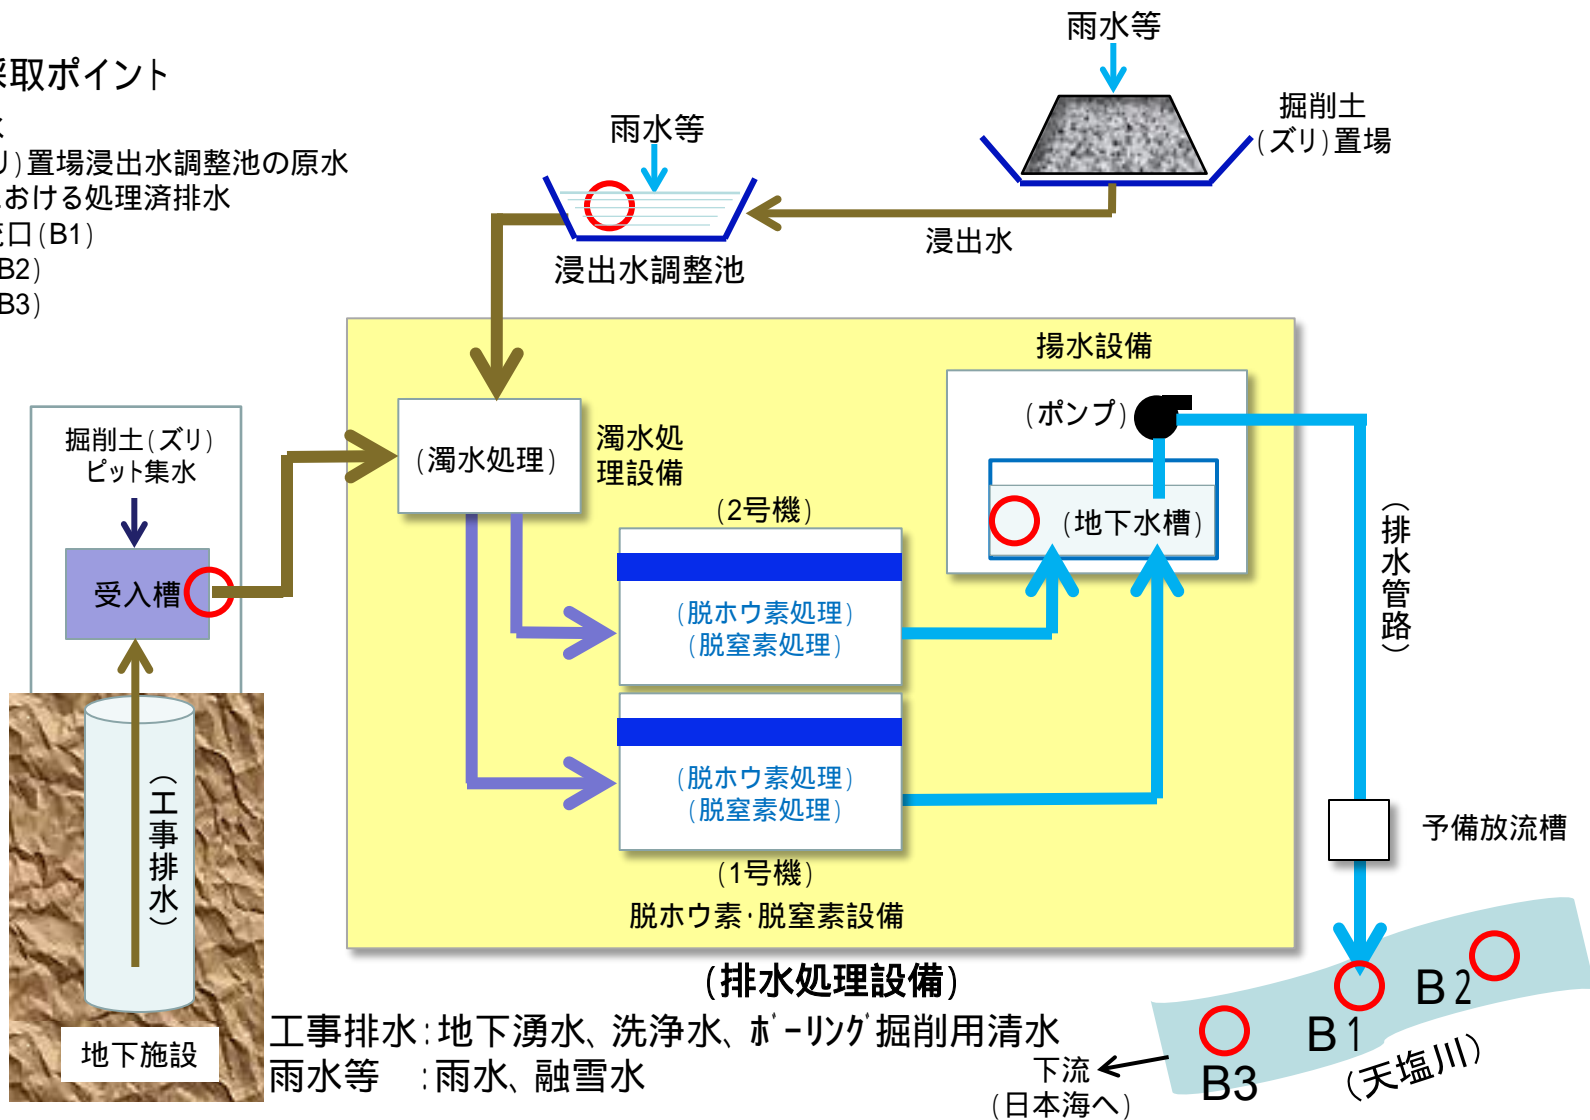 採取ポイント
水
リ)置場浸出水調整池の原水
における処理済排水
流口(B1)
B2)
B3)
雨水等
掘削土
(ズリ)置場
雨水等
浸出水
浸出水調整池
揚水設備
(ポンプ)
(地下水槽)
掘削土(ズリ)
ピット集水
受入槽
(濁水処理)
濁水処
理設備
(2号機)
(脱ホウ素処理)
(脱窒素処理)
(脱ホウ素処理)
(脱窒素処理)
(1号機)
脱ホウ素・脱窒素設備
(排水処理設備)
(排水管路)
予備放流槽
(工事排水)
地下施設
工事排水:地下湧水、洗浄水、ボーリング掘削用清水
雨水等 :雨水、融雪水
B2
B1
B3
(天塩川)
下流
(日本海へ)